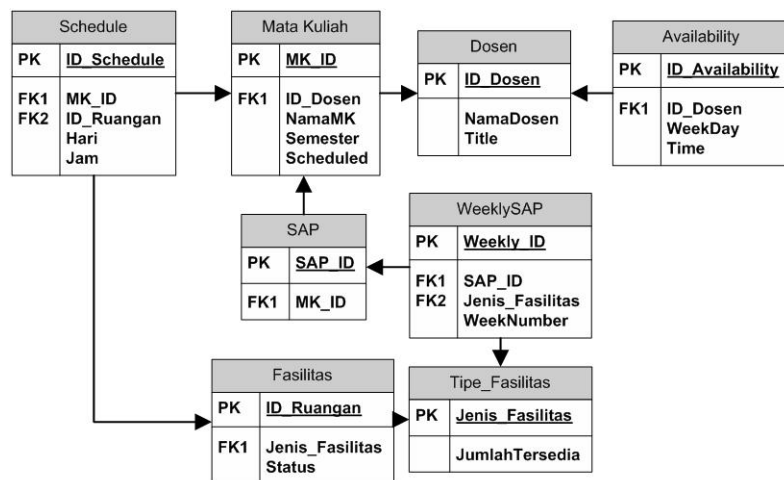 Schedule
PK ID_Schedule
FK1 MK_ID
FK2 ID_Ruangan
Hari
Jam
Mata Kuliah
PK MK_ID
FK1 ID_Dosen
NamaMK
Semester
Scheduled
Dosen
PK ID_Dosen
NamaDosen
Title
Availability
PK ID_Availability
FK1 ID_Dosen
WeekDay
Time
SAP
PK SAP_ID
FK1 MK_ID
WeeklySAP
PK Weekly_ID
FK1 SAP_ID
FK2 Jenis_Fasilitas
WeekNumber
Fasilitas
PK ID_Ruangan
FK1 Jenis_Fasilitas
Status
Tipe_Fasilitas
PK Jenis_Fasilitas
JumlahTersedia